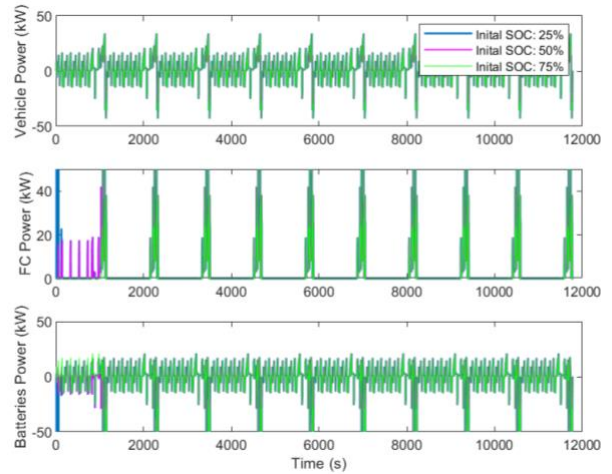 Vehicle Power (kW)
50
0
-50
Inital SOC: 25%
Inital SOC: 50%
Inital SOC: 75%
0 2000 4000 6000 8000 10000 12000
FC Power (kW)
40
20
0
0 2000 4000 6000 8000 10000 12000
Batteries Power (kW)
50
0
-50
0 2000 4000 6000 8000 10000 12000
Time (s)